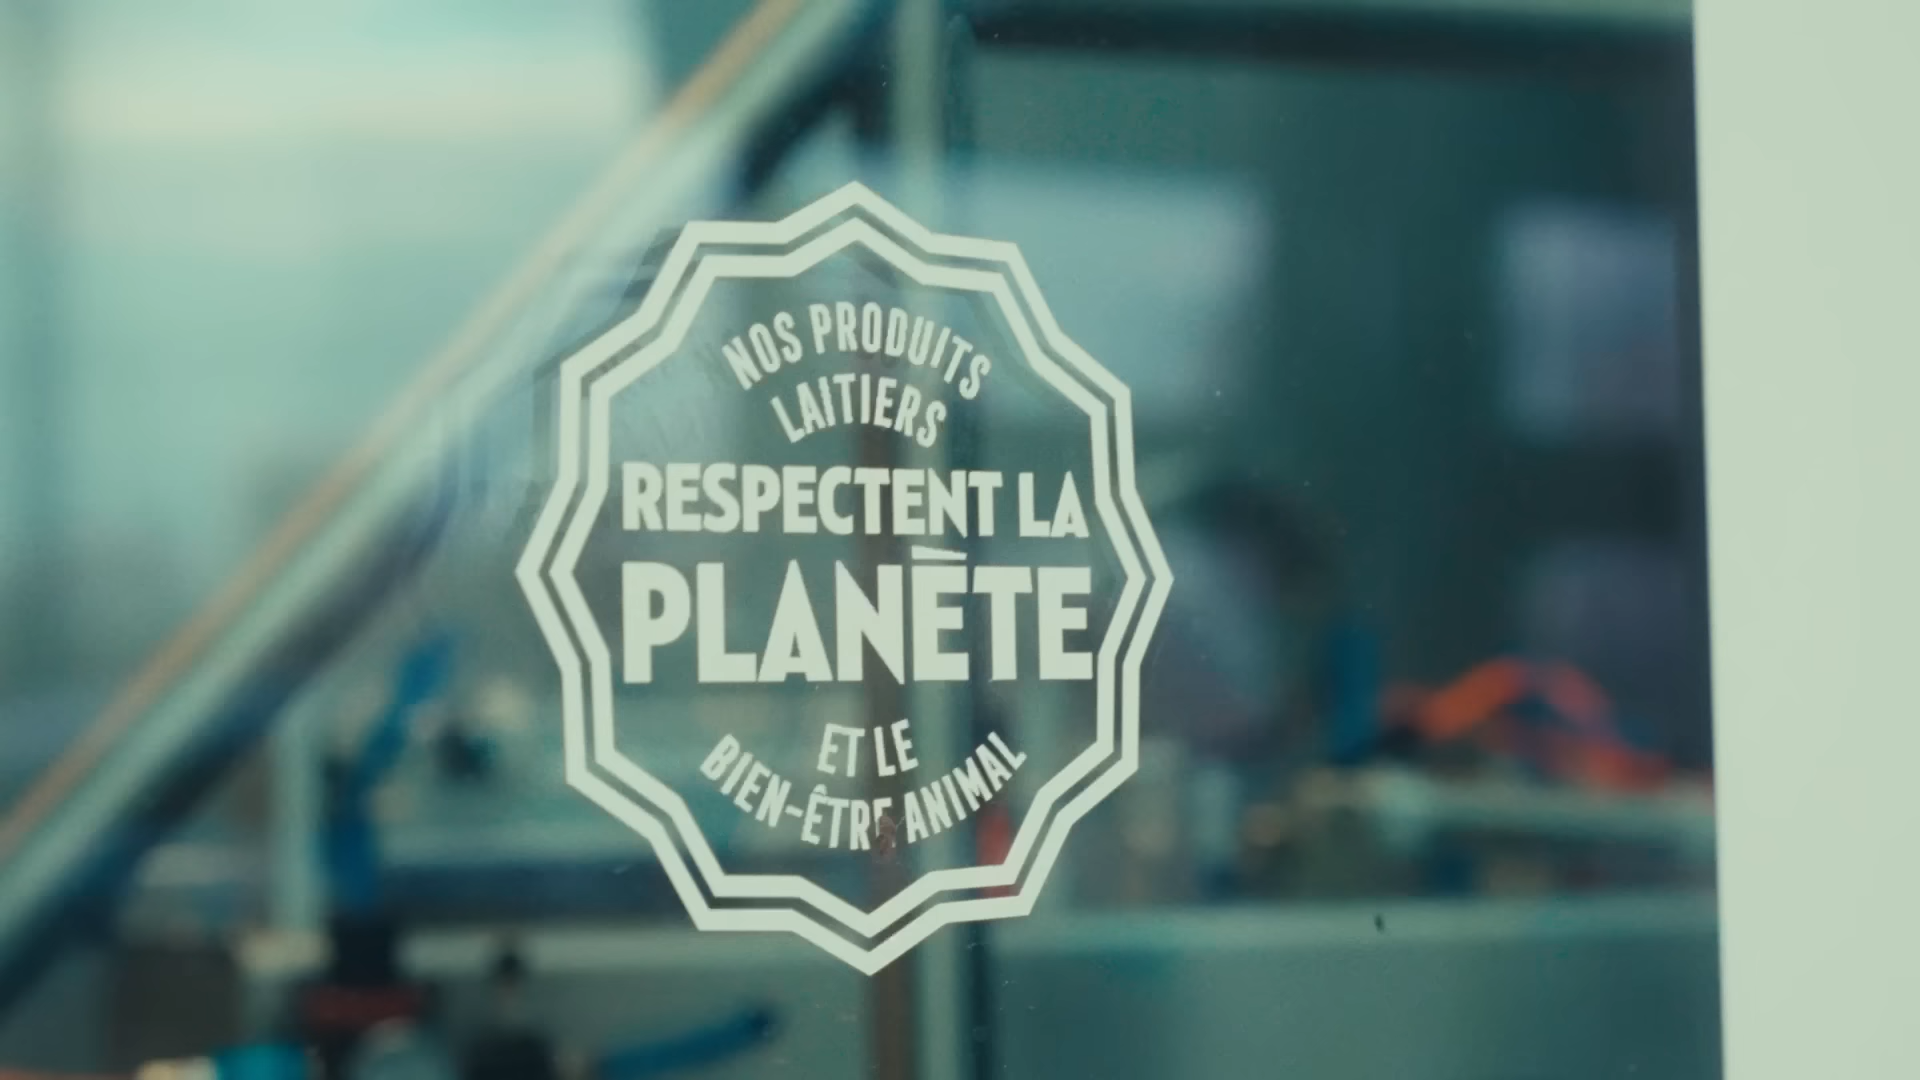 NOS PRODUITS
LAITIERS
RESPECTENT LA
PLANÈTE
ET LE
BIEN-ÊTRE ANIMAL